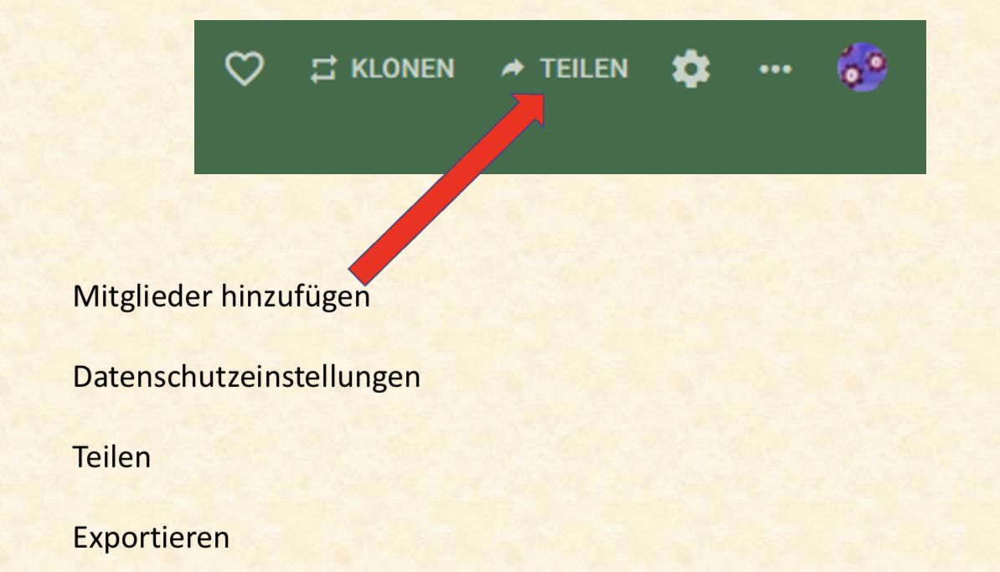 KLONEN TEILEN
Mitglieder hinzufügen
Datenschutzeinstellungen
Teilen
Exportieren